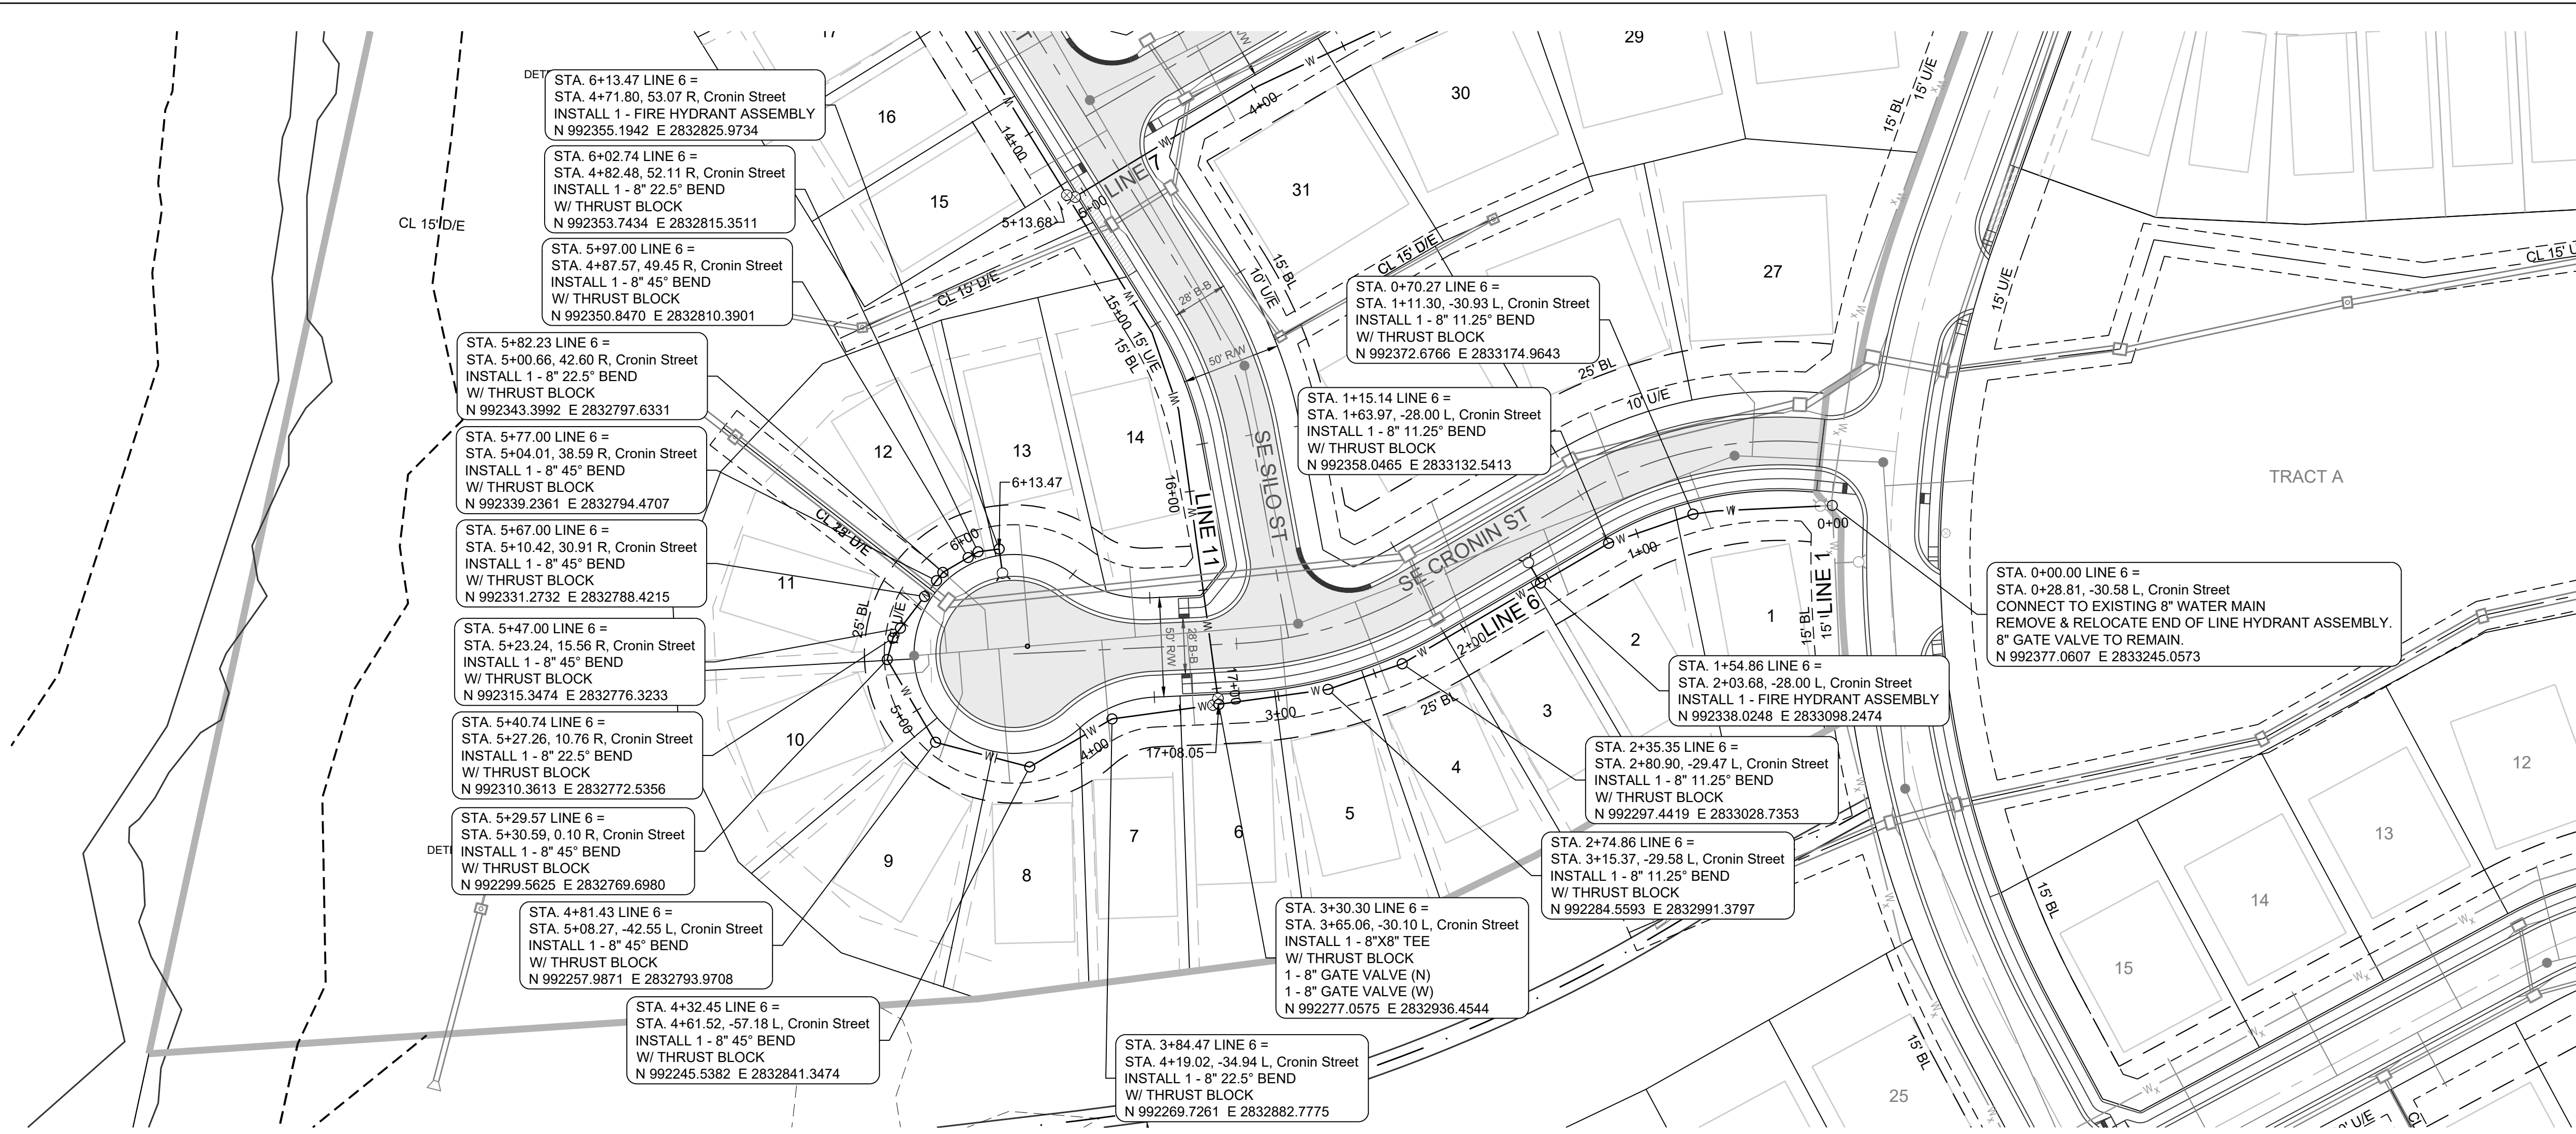 STA. 6+13.47 LINE 6 =
STA. 4+71.80, 53.07 R, Cronin Street
INSTALL 1 - FIRE HYDRANT ASSEMBLY
N 992355.1942  E 2832825.9734
STA. 6+02.74 LINE 6 =
STA. 4+82.48, 52.11 R, Cronin Street
INSTALL 1 - 8" 22.5° BEND
W/ THRUST BLOCK
N 992353.7434  E 2832815.3511
STA. 5+97.00 LINE 6 =
STA. 4+87.57, 49.45 R, Cronin Street
INSTALL 1 - 8" 45° BEND
W/ THRUST BLOCK
N 992350.8470  E 2832810.3901
STA. 5+82.23 LINE 6 =
STA. 5+00.66, 42.60 R, Cronin Street
INSTALL 1 - 8" 22.5° BEND
W/ THRUST BLOCK
N 992343.3992  E 2832797.6331
STA. 5+77.00 LINE 6 =
STA. 5+04.01, 38.59 R, Cronin Street
INSTALL 1 - 8" 45° BEND
W/ THRUST BLOCK
N 992339.2361  E 2832794.4707
STA. 5+67.00 LINE 6 =
STA. 5+10.42, 30.91 R, Cronin Street
INSTALL 1 - 8" 45° BEND
W/ THRUST BLOCK
N 992331.2732  E 2832788.4215
STA. 5+47.00 LINE 6 =
STA. 5+23.24, 15.56 R, Cronin Street
INSTALL 1 - 8" 45° BEND
W/ THRUST BLOCK
N 992315.3474  E 2832776.3233
STA. 5+40.74 LINE 6 =
STA. 5+27.26, 10.76 R, Cronin Street
INSTALL 1 - 8" 22.5° BEND
W/ THRUST BLOCK
N 992310.3613  E 2832772.5356
STA. 5+29.57 LINE 6 =
STA. 5+30.59, 0.10 R, Cronin Street
INSTALL 1 - 8" 45° BEND
W/ THRUST BLOCK
N 992299.5625  E 2832769.6980
STA. 4+81.43 LINE 6 =
STA. 5+08.27, -42.55 L, Cronin Street
INSTALL 1 - 8" 45° BEND
W/ THRUST BLOCK
N 992257.9871  E 2832793.9708
STA. 4+32.45 LINE 6 =
STA. 4+61.52, -57.18 L, Cronin Street
INSTALL 1 - 8" 45° BEND
W/ THRUST BLOCK
N 992245.5382  E 2832841.3474
STA. 3+84.47 LINE 6 =
STA. 4+19.02, -34.94 L, Cronin Street
INSTALL 1 - 8" 22.5° BEND
W/ THRUST BLOCK
N 992269.7261  E 2832882.7775
STA. 3+30.30 LINE 6 =
STA. 3+65.06, -30.10 L, Cronin Street
INSTALL 1 - 8"X8" TEE
W/ THRUST BLOCK
1 - 8" GATE VALVE (N)
1 - 8" GATE VALVE (W)
N 992277.0575  E 2832936.4544
STA. 2+74.86 LINE 6 =
STA. 3+15.37, -29.58 L, Cronin Street
INSTALL 1 - 8" 11.25° BEND
W/ THRUST BLOCK
N 992284.5593  E 2832991.3797
STA. 2+35.35 LINE 6 =
STA. 2+80.90, -29.47 L, Cronin Street
INSTALL 1 - 8" 11.25° BEND
W/ THRUST BLOCK
N 992297.4419  E 2833028.7353
STA. 1+54.86 LINE 6 =
STA. 2+03.68, -28.00 L, Cronin Street
INSTALL 1 - FIRE HYDRANT ASSEMBLY
N 992338.0248  E 2833098.2474
STA. 0+00.00 LINE 6 =
STA. 0+28.81, -30.58 L, Cronin Street
CONNECT TO EXISTING 8" WATER MAIN
REMOVE & RELOCATE END OF LINE HYDRANT ASSEMBLY.
8" GATE VALVE TO REMAIN.
N 992377.0607  E 2833245.0573
STA. 0+70.27 LINE 6 =
STA. 1+11.30, -30.93 L, Cronin Street
INSTALL 1 - 8" 11.25° BEND
W/ THRUST BLOCK
N 992372.6766  E 2833174.9643
STA. 1+15.14 LINE 6 =
STA. 1+63.97, -28.00 L, Cronin Street
INSTALL 1 - 8" 11.25° BEND
W/ THRUST BLOCK
N 992358.0465  E 2833132.5413
CL 15' D/E
16
15
14+00
5+13.68
5+00
LINE 7
4+00
29
30
31
27
15' BL
15' U/E
CL 15' U/E
CL 15' D/E
15' BL
10' U/E
28' B-B
50' R/W
15+00
15' U/E
15' BL
25' BL
10' U/E
15' U/E
TRACT A
12
13
14
16+00
LINE 11
SE SILO ST
SE CRONIN ST
6+13.47
6+00
11
25' BL
10
5+00
9
8
7
6
5
4
3
2
1
4+00
17+08.05
17+00
3+00
2+00
LINE 6
1+00
0+00
LINE 1
15' BL
15'
25' BL
50' R/W
28' B-B
12
13
14
15
25
15' BL
15' BL